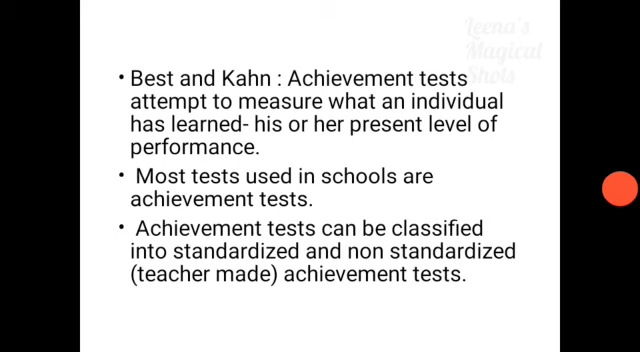 Leena's
Magical
Shots
• Best and Kahn : Achievement tests
attempt to measure what an individual
has learned- his or her present level of
performance.
• Most tests used in schools are
achievement tests.
• Achievement tests can be classified
into standardized and non standardized
(teacher made) achievement tests.